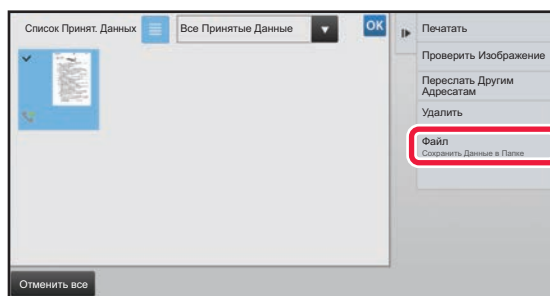 Список Принят. Данных
Все Принятые Данные
OK
Печатать
Проверить Изображение
Переслать Другим
Адресатам
Удалить
Файл
Сохранить Данные в Папке
Отменить все